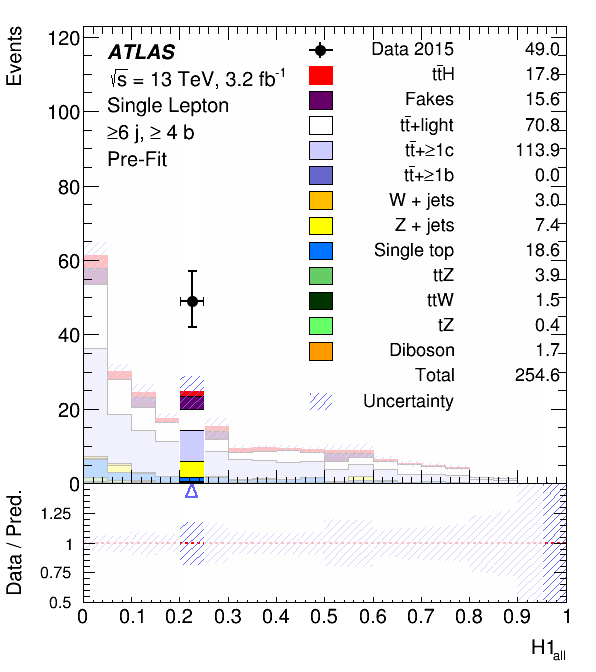 Events
120
100
80
60
40
20
0
ATLAS
√s = 13 TeV, 3.2 fb⁻¹
Single Lepton
≥6 j, ≥ 4 b
Pre-Fit
Data 2015 49.0
tt̄H 17.8
Fakes 15.6
tt̄+light 70.8
tt̄+≥1c 113.9
tt̄+≥1b 0.0
W + jets 3.0
Z + jets 7.4
Single top 18.6
ttZ 3.9
ttW 1.5
tZ 0.4
Diboson 1.7
Total 254.6
Uncertainty
Data / Pred.
1.25
1
0.75
0.5
0 0.1 0.2 0.3 0.4 0.5 0.6 0.7 0.8 0.9 1
H1all